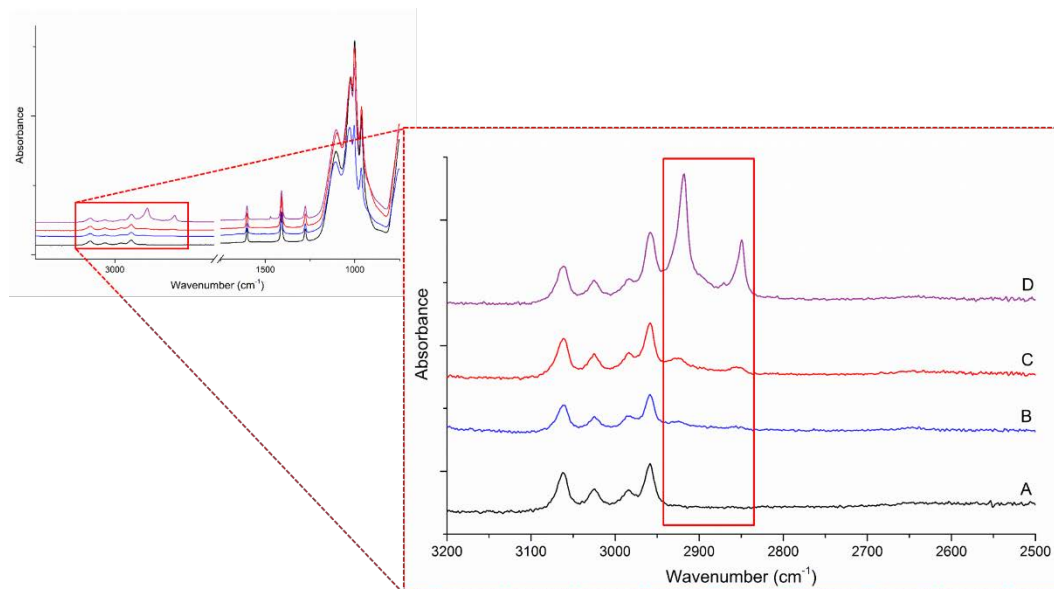 Absorbance
3000
1500
1000
Wavenumber (cm-1)
Absorbance
D
C
B
A
3200
3100
3000
2900
2800
2700
2600
2500
Wavenumber (cm-1)